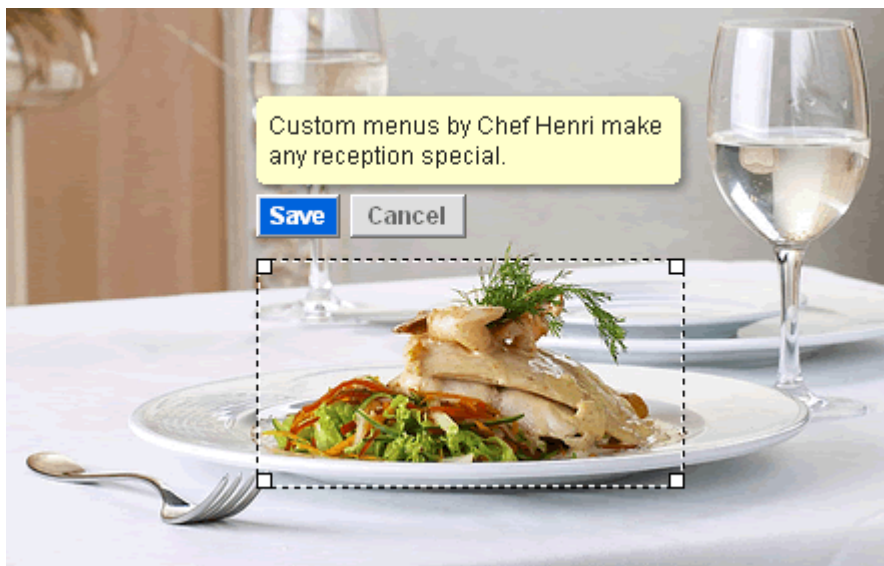 Custom menus by Chef Henri make
any reception special.
Save Cancel